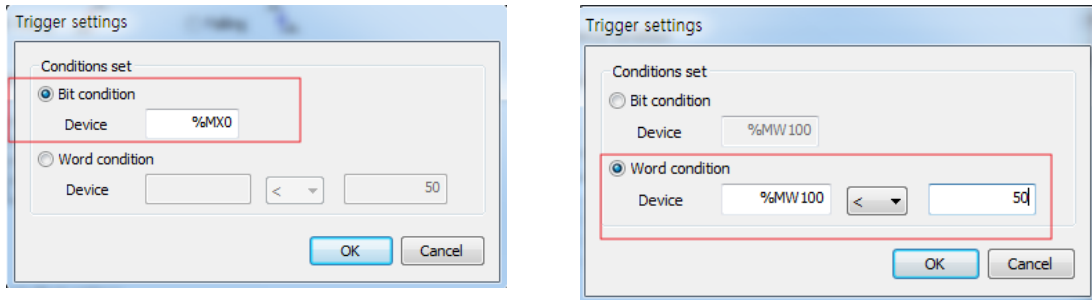 Trigger settings
Conditions set
Bit condition
Device %MX0
Word condition
Device < 50
OK Cancel
Trigger settings
Conditions set
Bit condition
Device %MW100
Word condition
Device %MW100 < 50
OK Cancel